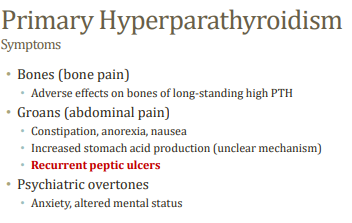 Primary Hyperparathyroidism
Symptoms
• Bones (bone pain)
• Adverse effects on bones of long-standing high PTH
• Groans (abdominal pain)
• Constipation, anorexia, nausea
• Increased stomach acid production (unclear mechanism)
• Recurrent peptic ulcers
• Psychiatric overtones
• Anxiety, altered mental status